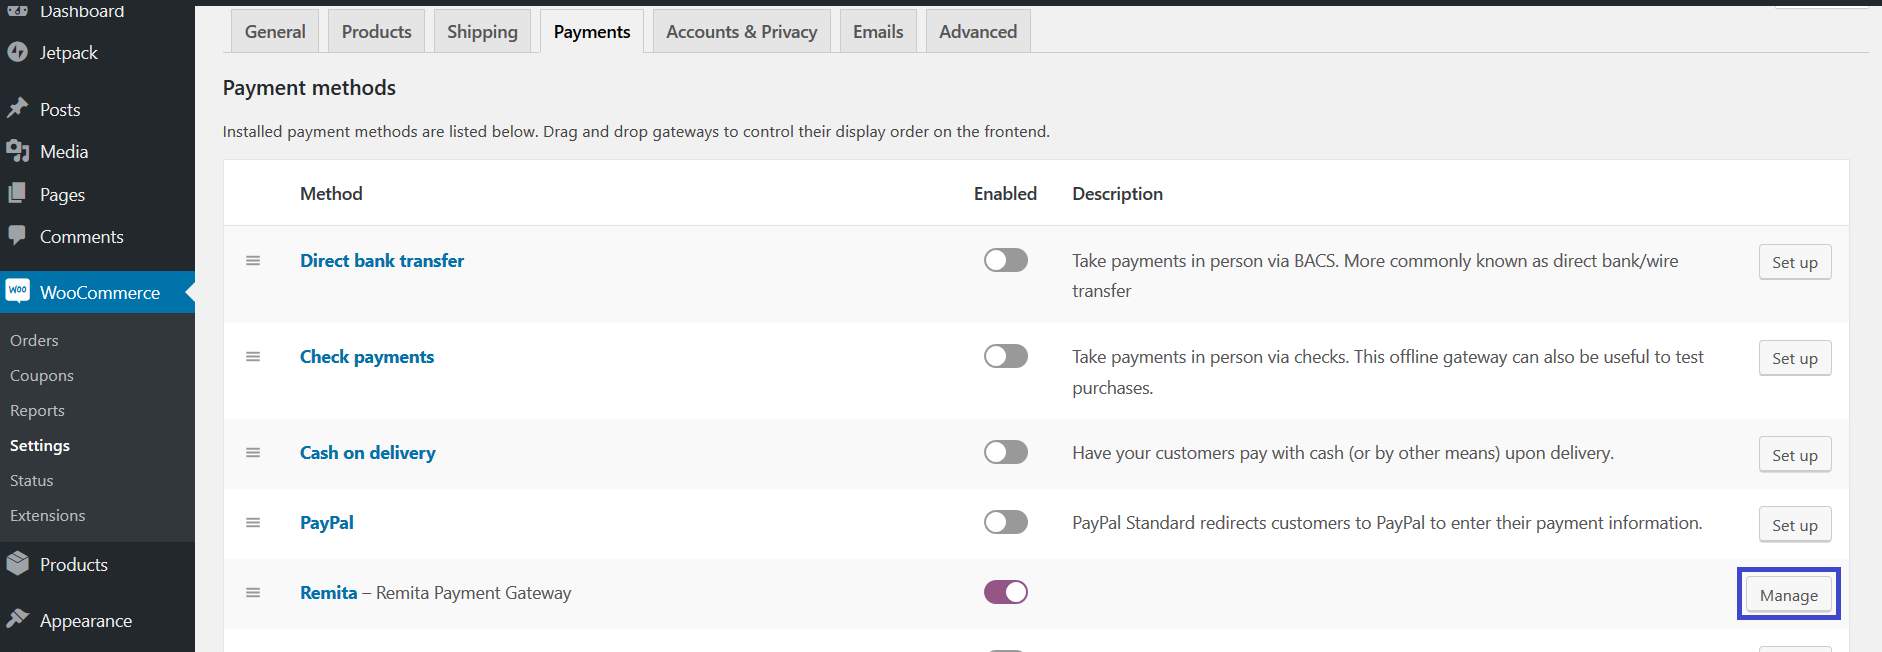 Dashboard
Jetpack
Posts
Media
Pages
Comments
Woo WooCommerce
Orders
Coupons
Reports
Settings
Status
Extensions
Products
Appearance
General Products Shipping Payments Accounts & Privacy Emails Advanced
Payment methods
Installed payment methods are listed below. Drag and drop gateways to control their display order on the frontend.
Method Enabled Description
Direct bank transfer Take payments in person via BACS. More commonly known as direct bank/wire Set up
transfer
Check payments Take payments in person via checks. This offline gateway can also be useful to test Set up
purchases.
Cash on delivery Have your customers pay with cash (or by other means) upon delivery. Set up
PayPal PayPal Standard redirects customers to PayPal to enter their payment information. Set up
Remita – Remita Payment Gateway Manage